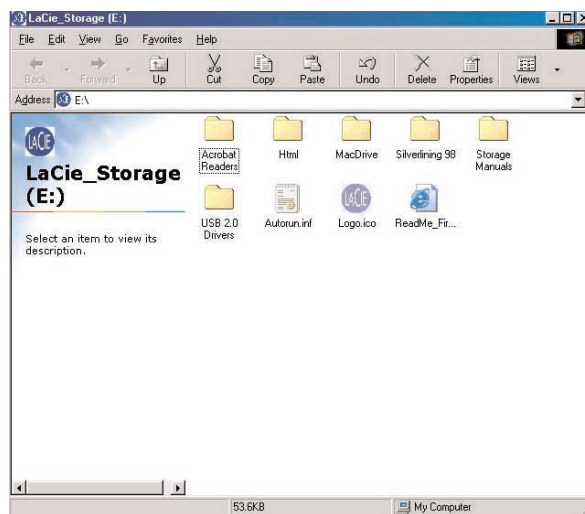 LaCie_Storage (E:)
File Edit View Go Favorites Help
Back Forward Up Cut Copy Paste Undo Delete Properties Views
Address E:\
LACIE
LaCie_Storage
(E:)
Select an item to view its
description.
Acrobat
Readers
Html
MacDrive
Silverlining 98
Storage
Manuals
USB 2.0
Drivers
Autorun.inf
LACIE
Logo.ico
ReadMe_Fir...
53.6KB
My Computer